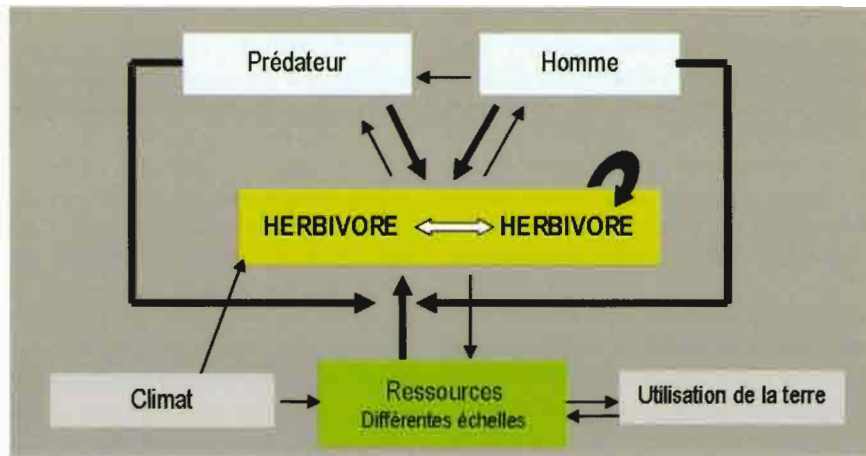 Prédateur
Homme
HERBIVORE HERBIVORE
Climat
Ressources
Différentes échelles
Utilisation de la terre